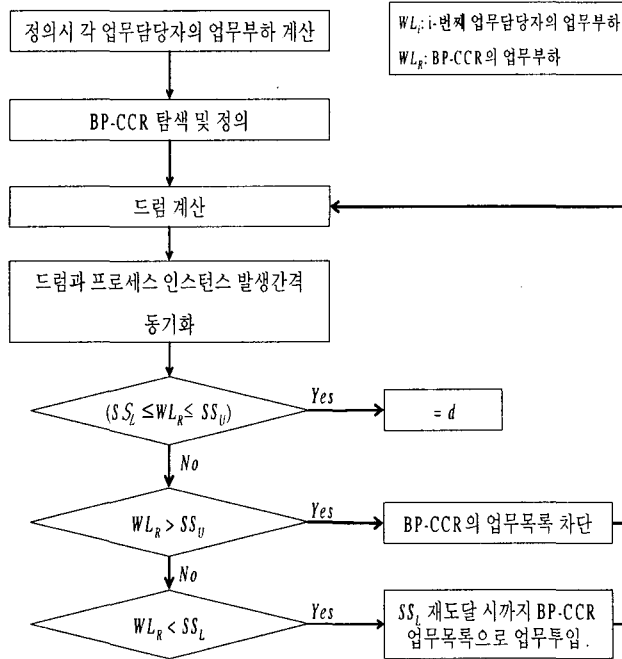 정의시 각 업무담당자의 업무부하 계산
WL_i: i-번째 업무담당자의 업무부하
WL_R: BP-CCR의 업무부하
BP-CCR 탐색 및 정의
드럼 계산
드럼과 프로세스 인스턴스 발생간격
동기화
(SS_L ≤WL_R≤ SS_U)
Yes
= d
No
WL_R > SS_U
Yes
BP-CCR의 업무목록 차단
No
WL_R < SS_L
Yes
SS_L 재도달 시까지 BP-CCR
업무목록으로 업무투입.